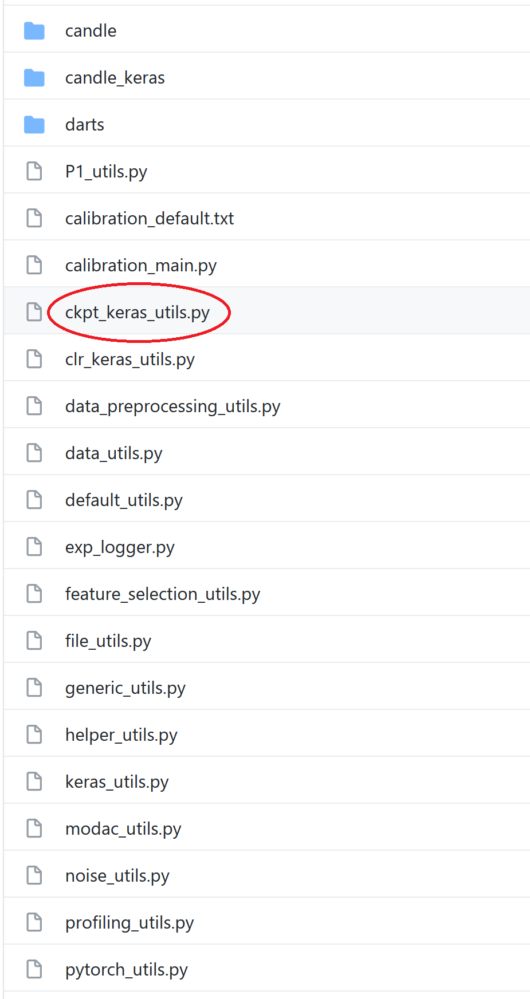 candle
candle_keras
darts
P1_utils.py
calibration_default.txt
calibration_main.py
ckpt_keras_utils.py
clr_keras_utils.py
data_preprocessing_utils.py
data_utils.py
default_utils.py
exp_logger.py
feature_selection_utils.py
file_utils.py
generic_utils.py
helper_utils.py
keras_utils.py
modac_utils.py
noise_utils.py
profiling_utils.py
pytorch_utils.py